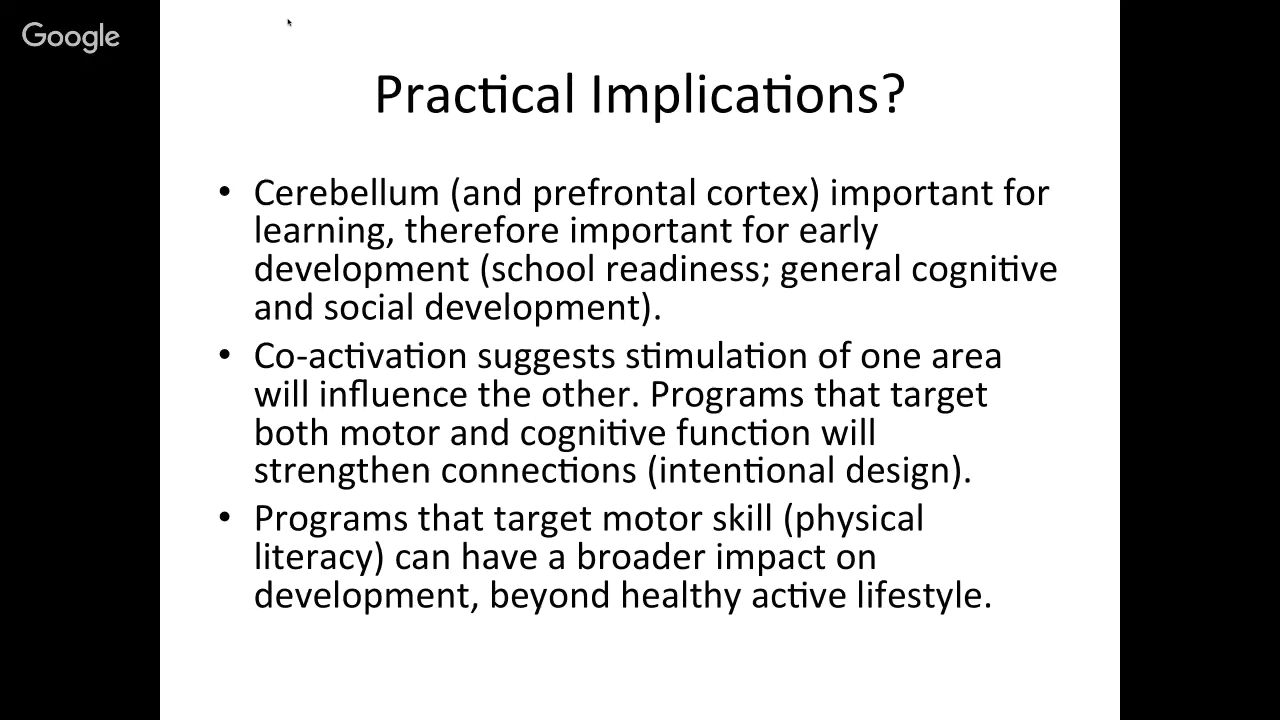 Google
Practical Implications?
• Cerebellum (and prefrontal cortex) important for
learning, therefore important for early
development (school readiness; general cognitive
and social development).
• Co-activation suggests stimulation of one area
will influence the other. Programs that target
both motor and cognitive function will
strengthen connections (intentional design).
• Programs that target motor skill (physical
literacy) can have a broader impact on
development, beyond healthy active lifestyle.